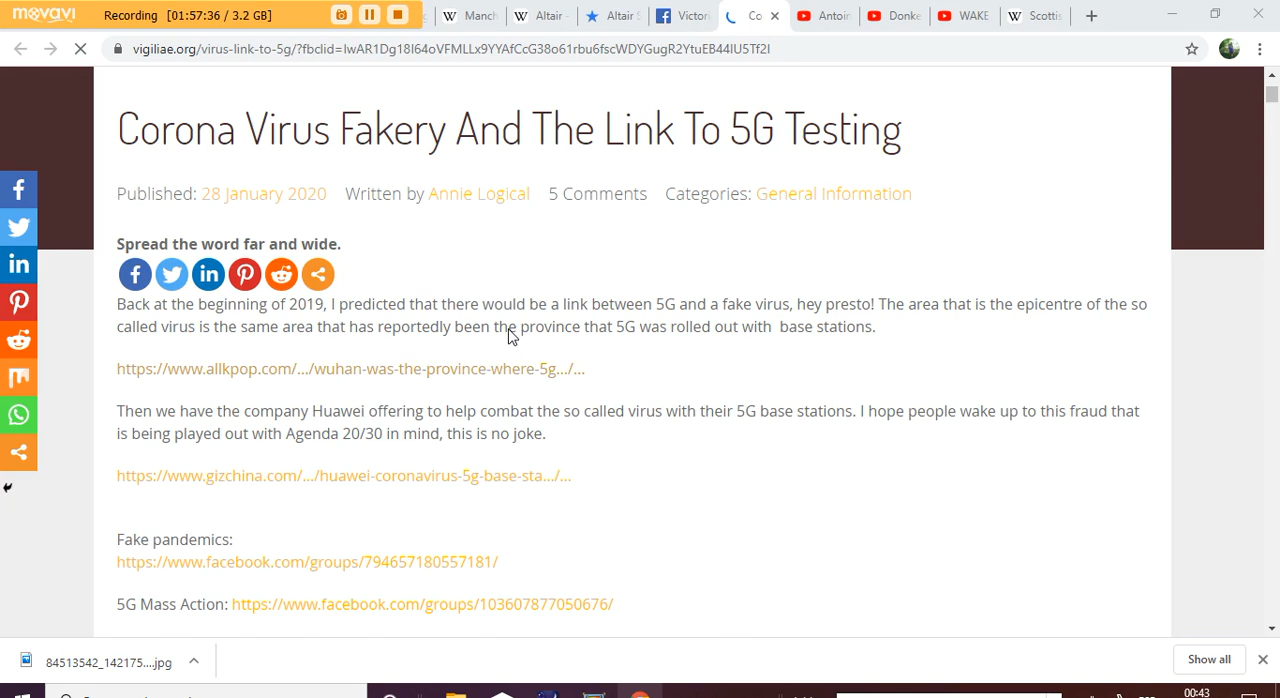 movavi Recording [01:57:36 / 3.2 GB]
Manch Altair Altair S Victori Co Antoin Donke WAKE Scottis
vigiliae.org/virus-link-to-5g/?fbclid=IwAR1Dg18I64oVFMLLx9YYAfCcG38o61rbu6fscWDYGugR2YtuEB44IU5Tf2I
Corona Virus Fakery And The Link To 5G Testing
Published: 28 January 2020 Written by Annie Logical 5 Comments Categories: General Information
Spread the word far and wide.
Back at the beginning of 2019, I predicted that there would be a link between 5G and a fake virus, hey presto! The area that is the epicentre of the so
called virus is the same area that has reportedly been the province that 5G was rolled out with base stations.
https://www.allkpop.com/.../wuhan-was-the-province-where-5g.../...
Then we have the company Huawei offering to help combat the so called virus with their 5G base stations. I hope people wake up to this fraud that
is being played out with Agenda 20/30 in mind, this is no joke.
https://www.gizchina.com/.../huawei-coronavirus-5g-base-sta.../...
Fake pandemics:
https://www.facebook.com/groups/794657180557181/
5G Mass Action: https://www.facebook.com/groups/103607877050676/
84513542_142175....jpg
Show all
00:43